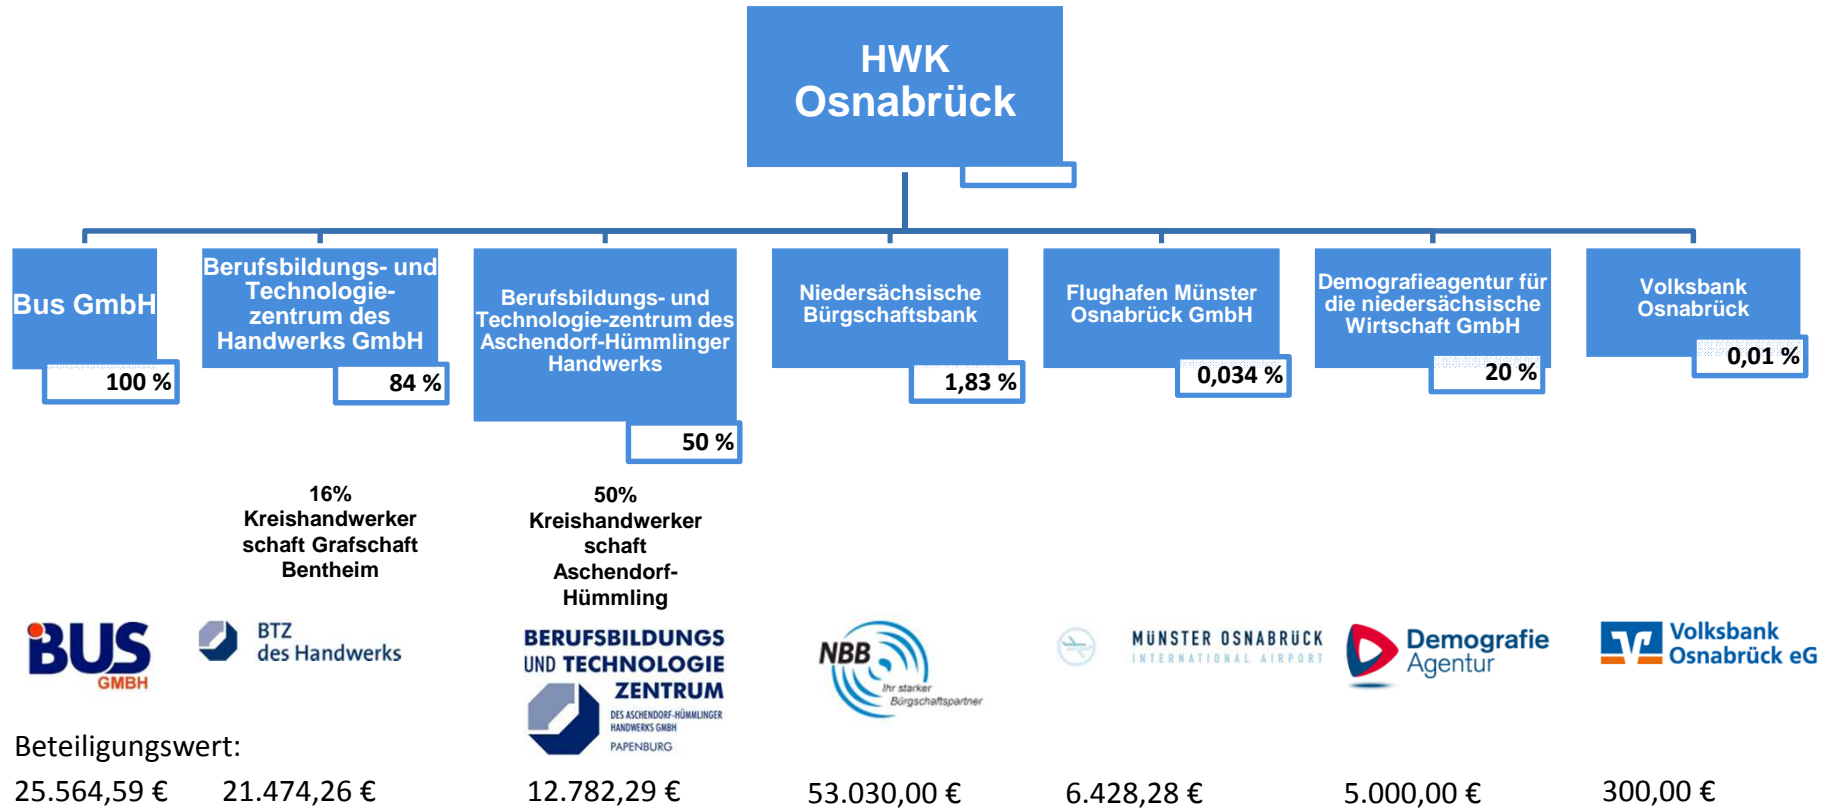 HWK
Osnabrück
Bus GmbH
100 %
Berufsbildungs- und
Technologie-
zentrum des
Handwerks GmbH
84 %
Berufsbildungs- und
Technologie-zentrum des
Aschendorf-Hümmlinger
Handwerks
50 %
Niedersächsische
Bürgschaftsbank
1,83 %
Flughafen Münster
Osnabrück GmbH
0,034 %
Demografieagentur für
die niedersächsische
Wirtschaft GmbH
20 %
Volksbank
Osnabrück
0,01 %
16%
Kreishandwerker
schaft Grafschaft
Bentheim
50%
Kreishandwerker
schaft
Aschendorf-
Hümmling
BUS
GMBH
BTZ
des Handwerks
BERUFSBILDUNGS
UND TECHNOLOGIE
ZENTRUM
DES ASCHENDORF-HÜMMLINGER
HANDWERKS GMBH
PAPENBURG
NBB
Ihr starker
Bürgschaftspartner
MÜNSTER OSNABRÜCK
INTERNATIONAL AIRPORT
Demografie
Agentur
Volksbank
Osnabrück eG
Beteiligungswert:
25.564,59 €
21.474,26 €
12.782,29 €
53.030,00 €
6.428,28 €
5.000,00 €
300,00 €